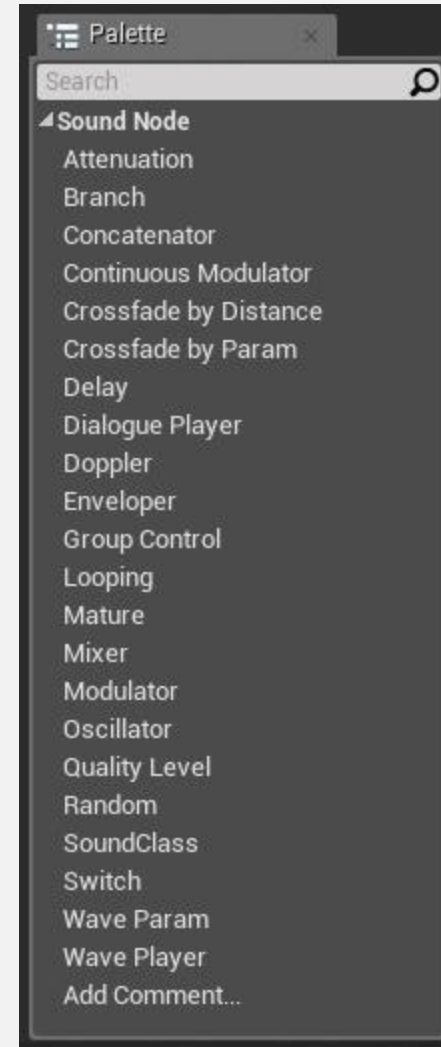 Palette
Search
Sound Node
Attenuation
Branch
Concatenator
Continuous Modulator
Crossfade by Distance
Crossfade by Param
Delay
Dialogue Player
Doppler
Enveloper
Group Control
Looping
Mature
Mixer
Modulator
Oscillator
Quality Level
Random
SoundClass
Switch
Wave Param
Wave Player
Add Comment...